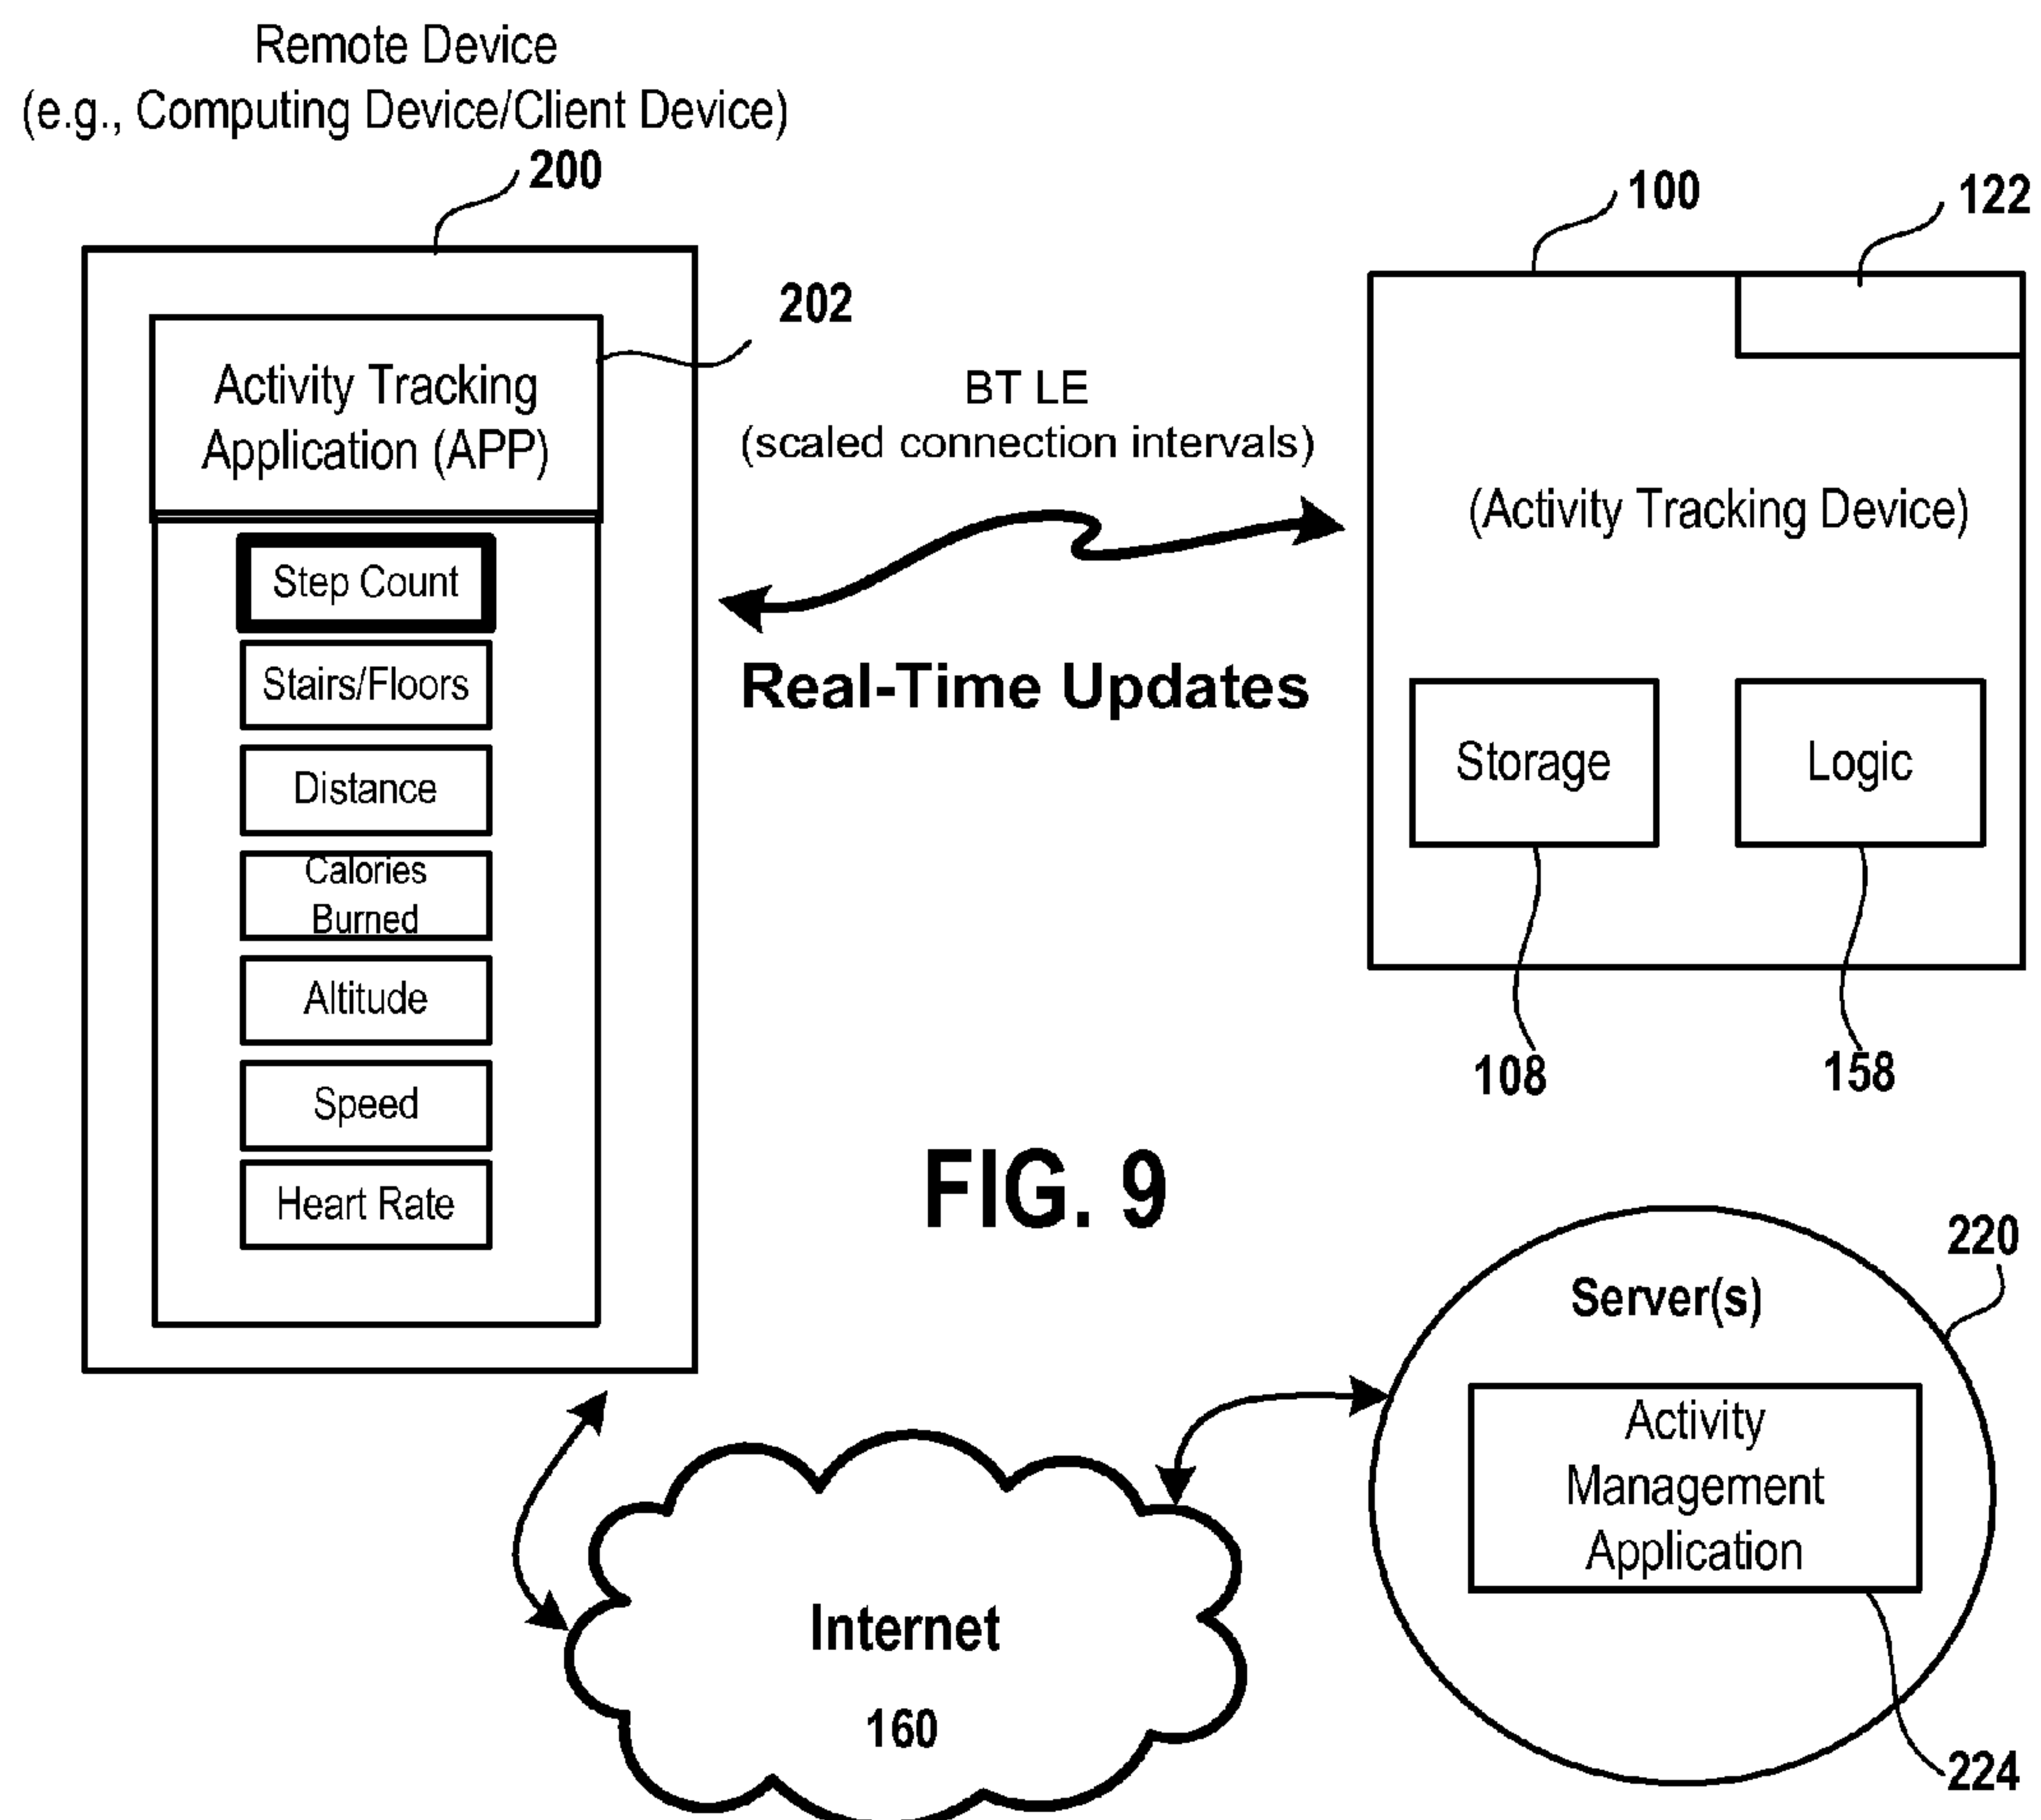 Remote Device
(e.g., Computing Device/Client Device)
200
202
Activity Tracking
Application (APP)
Step Count
Stairs/Floors
Distance
Calories
Burned
Altitude
Speed
Heart Rate
BT LE
(scaled connection intervals)
Real-Time Updates
100
122
(Activity Tracking Device)
Storage
Logic
108
158
FIG. 9
220
Server(s)
Activity
Management
Application
224
Internet
160